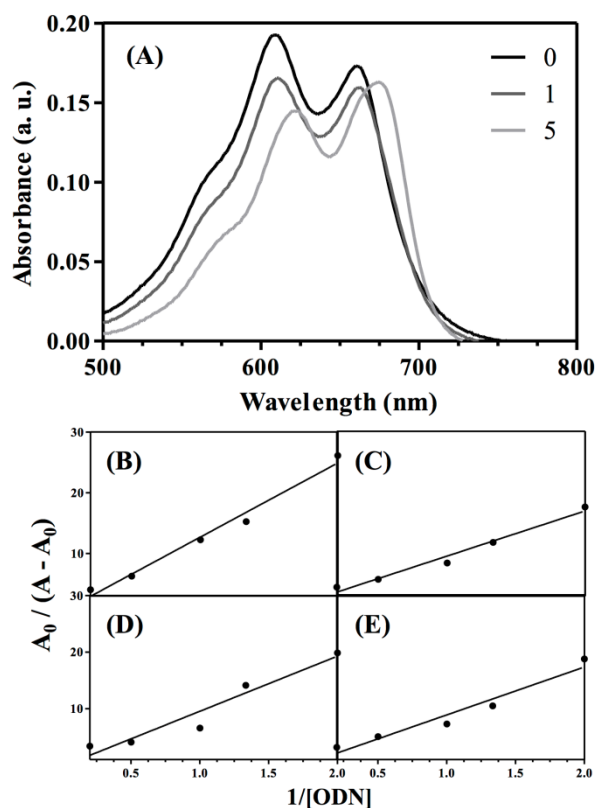 0.20
(A)
0
1
5
0.15
0.10
0.05
0.00
Absorbance (a. u.)
500
600
700
800
Wavelength (nm)
30
(B)
(C)
20
10
30
(D)
(E)
20
10
A0 / (A - A0)
0.5
1.0
1.5
2.0
0.5
1.0
1.5
2.0
1/[ODN]